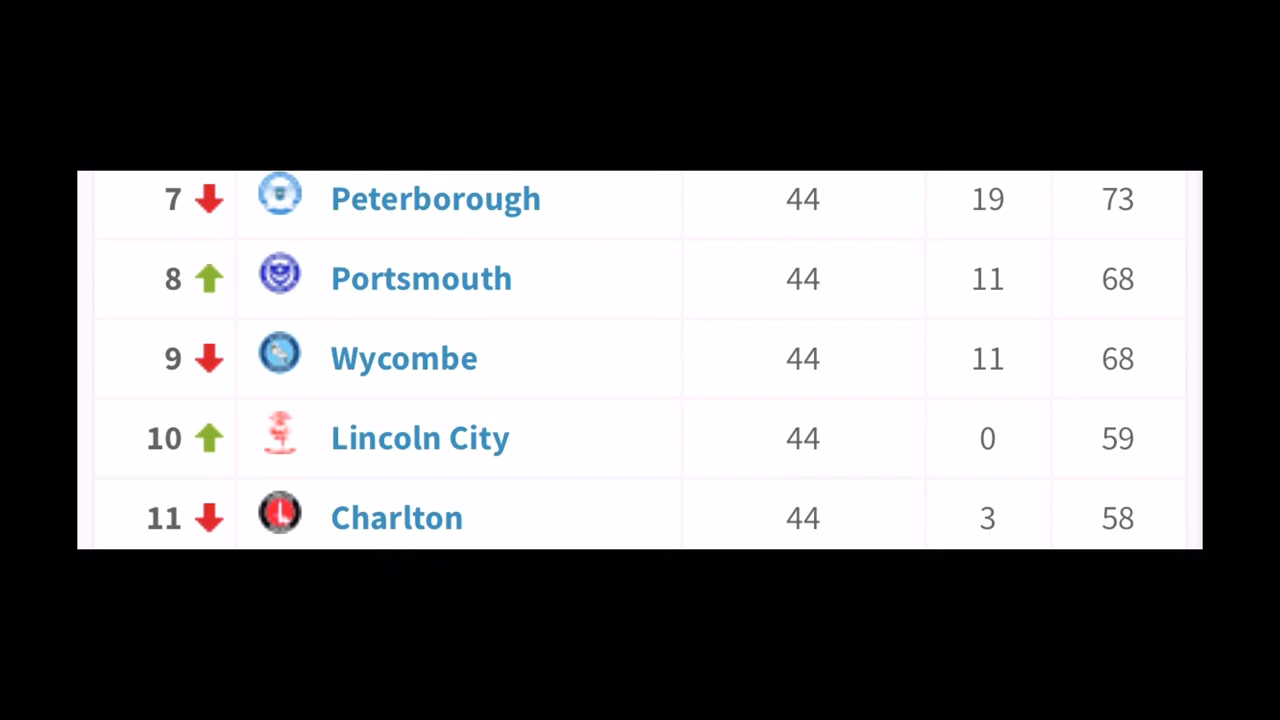 7 Peterborough 44 19 73
8 Portsmouth 44 11 68
9 Wycombe 44 11 68
10 Lincoln City 44 0 59
11 Charlton 44 3 58